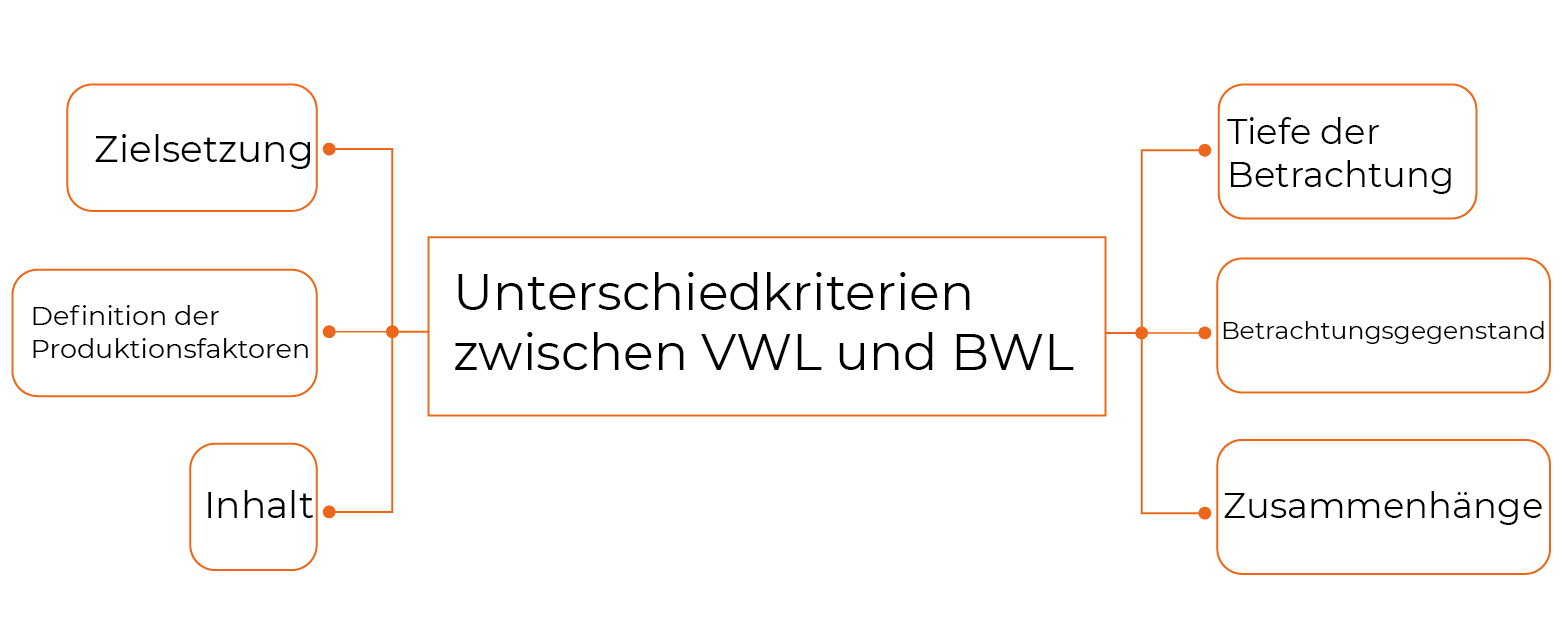 Zielsetzung
Definition der
Produktionsfaktoren
Inhalt
Unterschiedkriterien
zwischen VWL und BWL
Tiefe der
Betrachtung
Betrachtungsgegenstand
Zusammenhänge